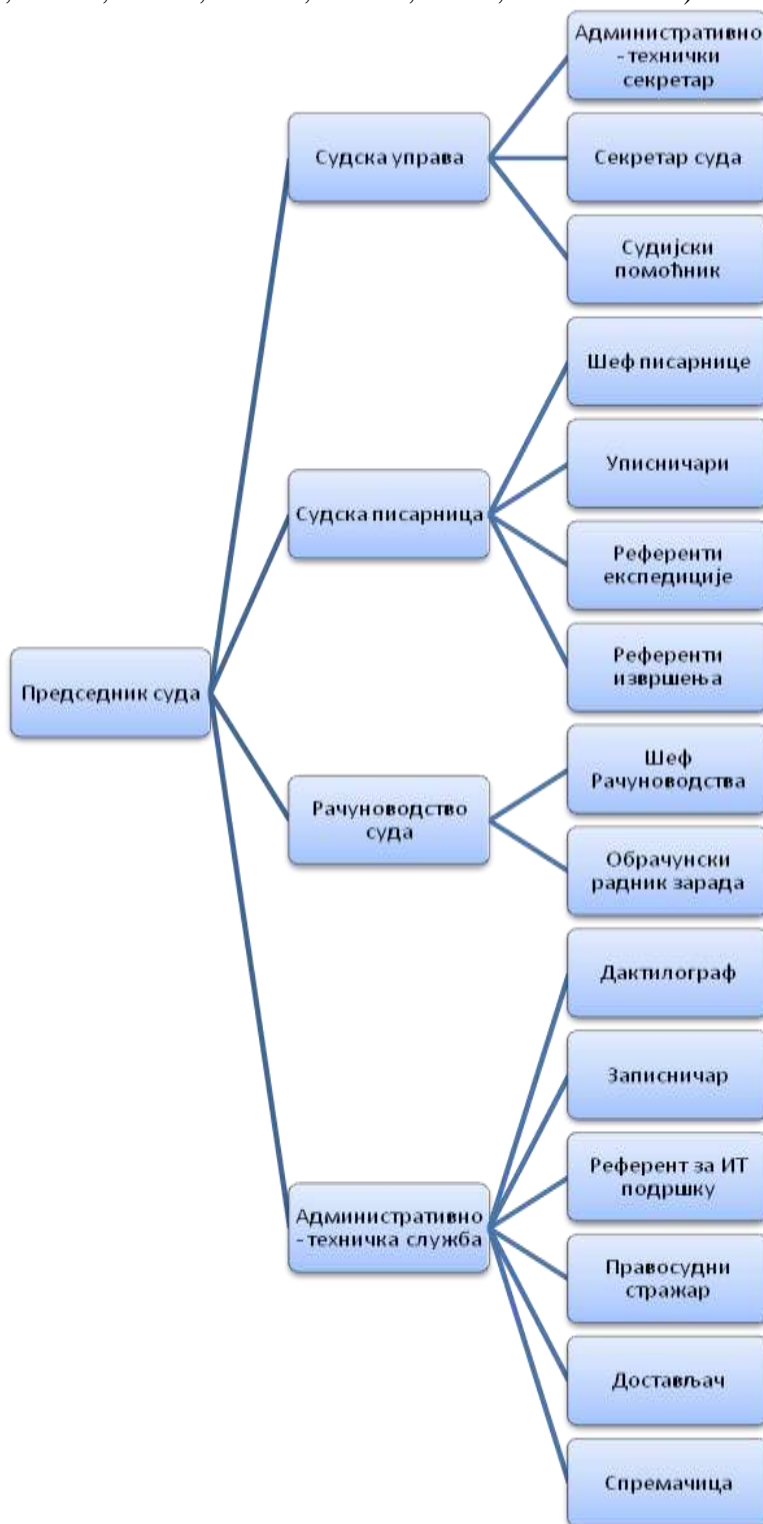 Административно
- технички
секретар
Судска управа
Секретар суда
Судијски
помоћник
Шеф писарнице
Уписничари
Судска писарница
Референти
експедиције
Референти
извршења
Председник суда
Шеф
Рачуноводства
Рачуноводство
суда
Обрачунски
радник зарада
Дактилограф
Записничар
Референт за ИТ
подршку
Административно
- техничка служба
Правосудни
стражар
Достављач
Спремачица